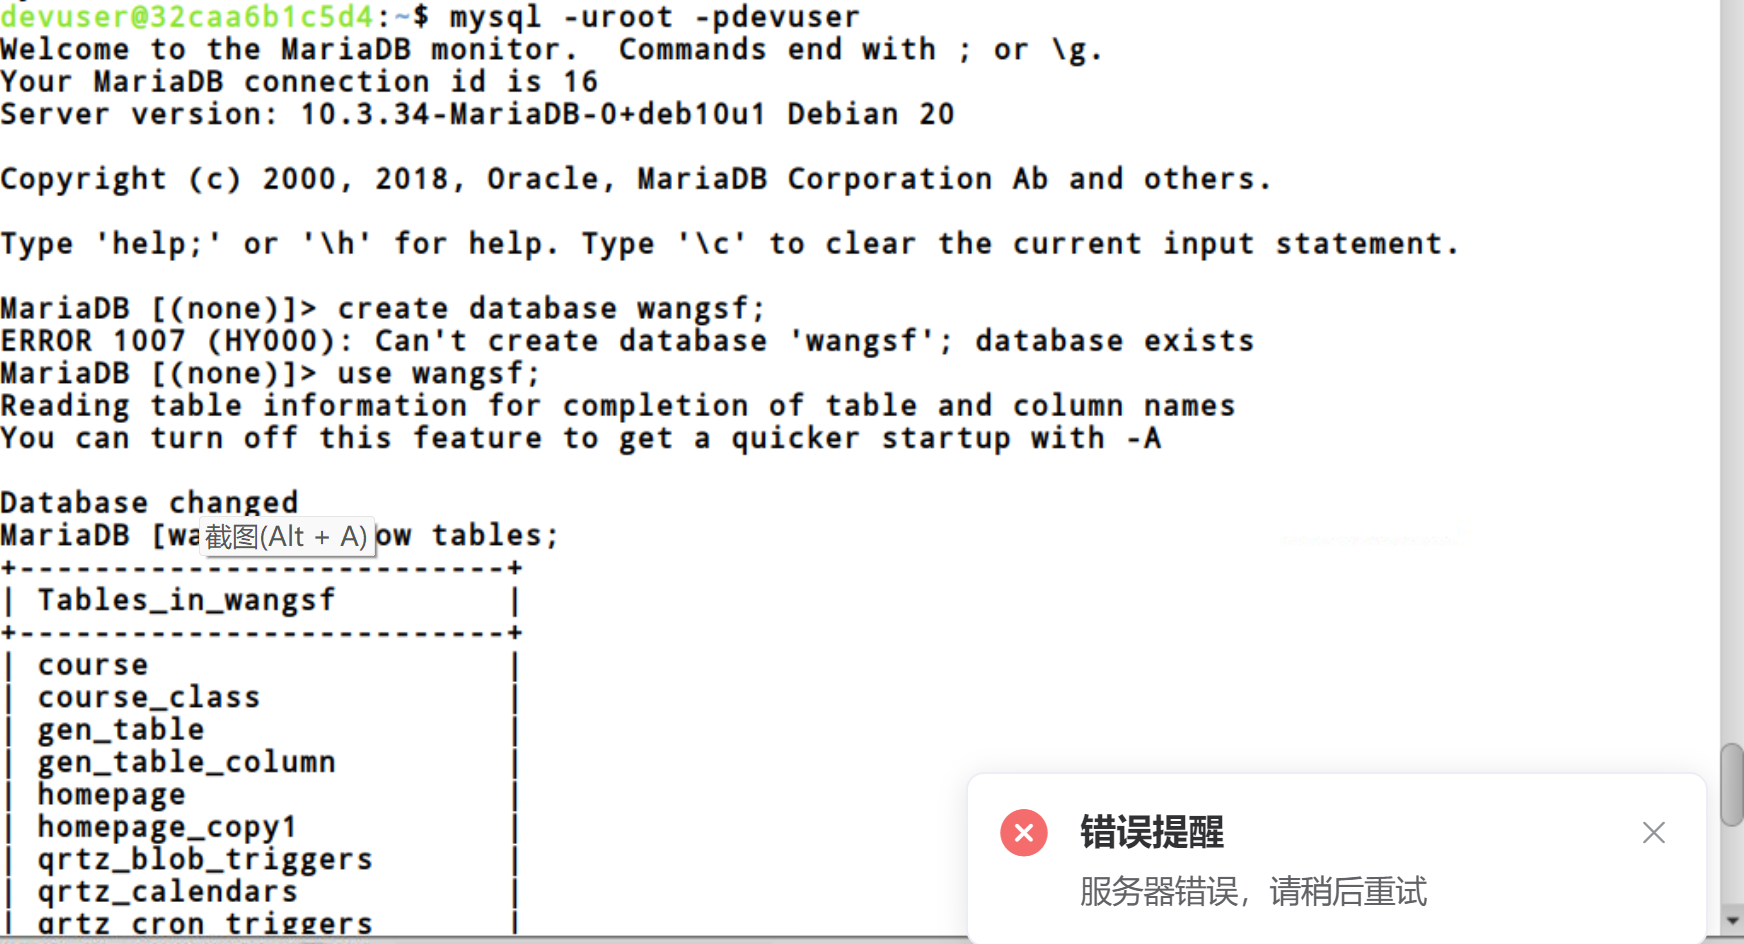 devuser@32caa6b1c5d4:~$ mysql -uroot -pdevuser
Welcome to the MariaDB monitor.  Commands end with ; or \g.
Your MariaDB connection id is 16
Server version: 10.3.34-MariaDB-0+deb10u1 Debian 20

Copyright (c) 2000, 2018, Oracle, MariaDB Corporation Ab and others.

Type 'help;' or '\h' for help. Type '\c' to clear the current input statement.

MariaDB [(none)]> create database wangsf;
ERROR 1007 (HY000): Can't create database 'wangsf'; database exists
MariaDB [(none)]> use wangsf;
Reading table information for completion of table and column names
You can turn off this feature to get a quicker startup with -A

Database changed
MariaDB [wa 截图(Alt + A) ow tables;
+--------------------------+
| Tables_in_wangsf         |
+--------------------------+
| course                   |
| course_class             |
| gen_table                |
| gen_table_column         |
| homepage                 |
| homepage_copy1           |
| qrtz_blob_triggers       |
| qrtz_calendars           |
| qrtz_cron_triggers       |
错误提醒
服务器错误，请稍后重试